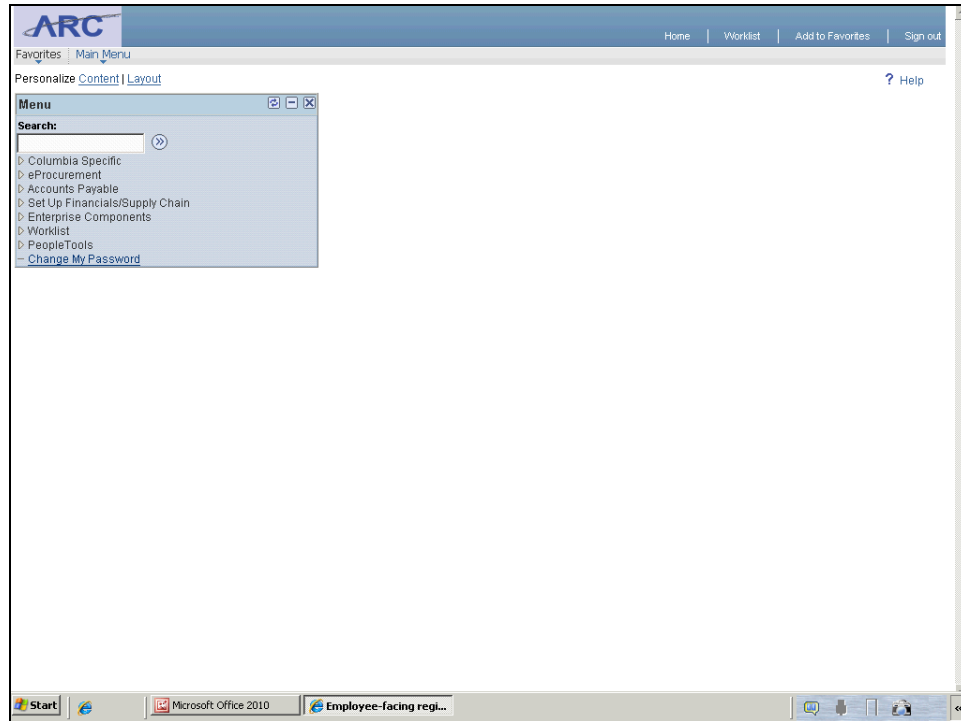 ARC
Home | Worklist | Add to Favorites | Sign out
Favorites Main Menu
Personalize Content | Layout
? Help
Menu
Search:
Columbia Specific
eProcurement
Accounts Payable
Set Up Financials/Supply Chain
Enterprise Components
Worklist
PeopleTools
Change My Password
Start Microsoft Office 2010 Employee-facing regi...